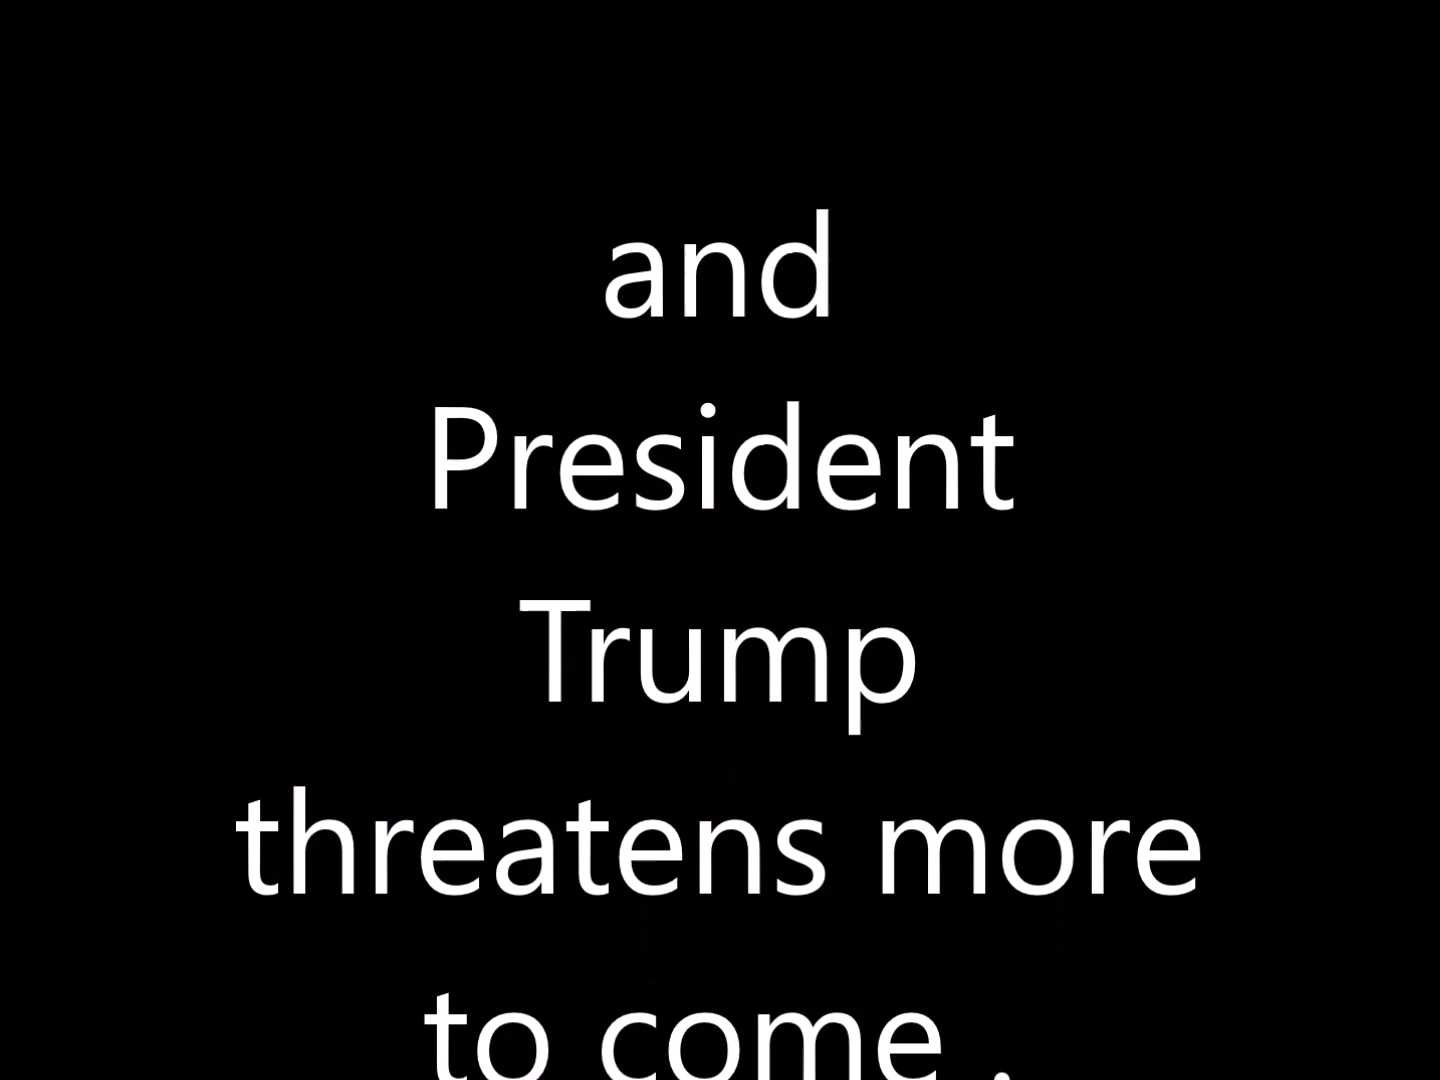 and
President
Trump
threatens more
to come .